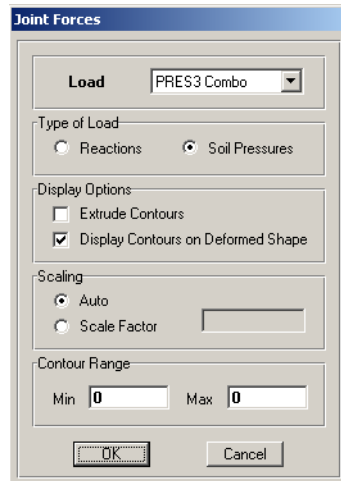 Joint Forces
Load PRES3 Combo
Type of Load
Reactions Soil Pressures
Display Options
Extrude Contours
Display Contours on Deformed Shape
Scaling
Auto
Scale Factor
Contour Range
Min 0 Max 0
OK Cancel